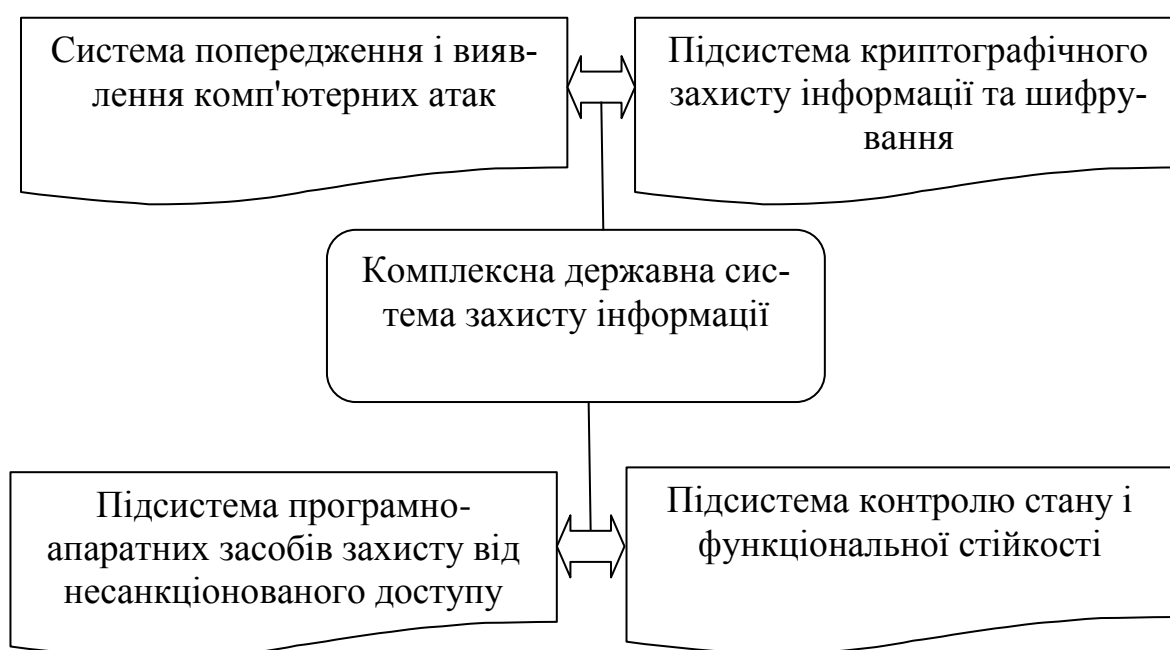 Система попередження і вияв-
лення комп'ютерних атак
Підсистема криптографічного
захисту інформації та шифру-
вання
Комплексна державна сис-
тема захисту інформації
Підсистема програмно-
апаратних засобів захисту від
несанкціонованого доступу
Підсистема контролю стану і
функціональної стійкості